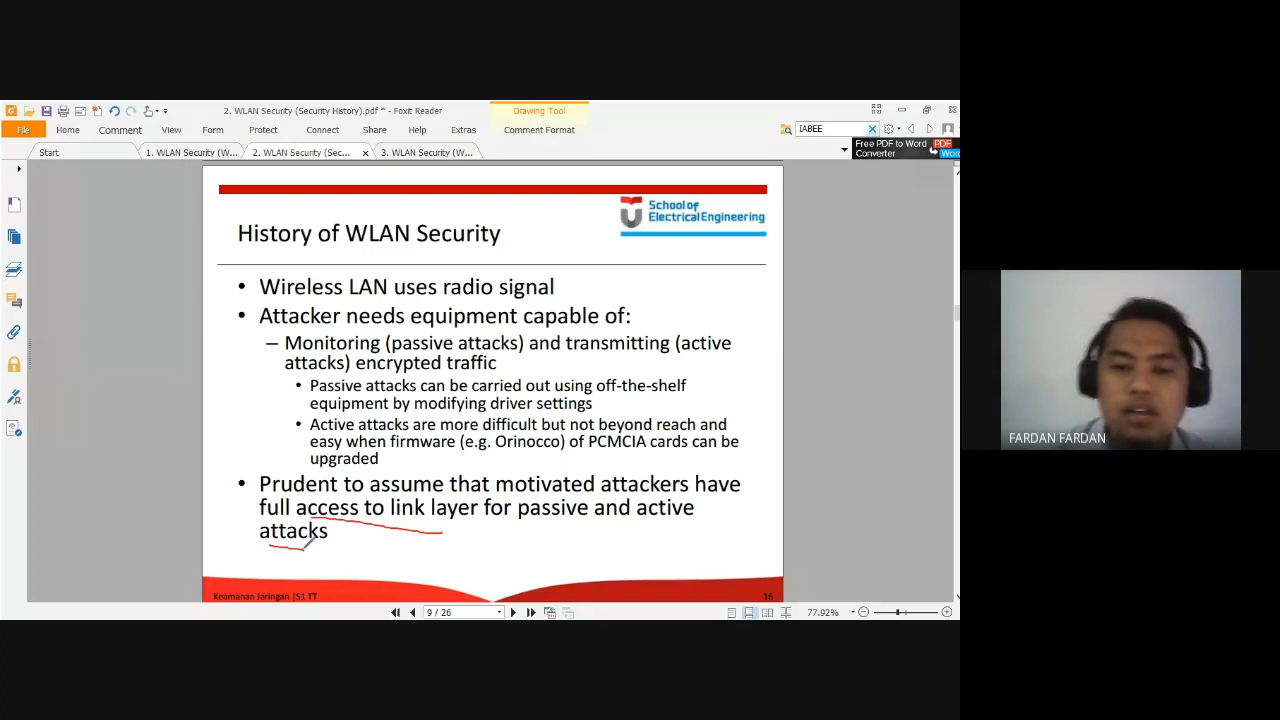 2. WLAN Security (Security History).pdf * - Foxit Reader
Drawing Tool
File Home Comment View Form Protect Connect Share Help Extras Comment Format
IABEE
Start
1. WLAN Security (W...
2. WLAN Security (Sec...
3. WLAN Security (W...
Free PDF to Word
Converter
PDF
Word
School of
Electrical Engineering
History of WLAN Security
• Wireless LAN uses radio signal
• Attacker needs equipment capable of:
– Monitoring (passive attacks) and transmitting (active
attacks) encrypted traffic
• Passive attacks can be carried out using off-the-shelf
equipment by modifying driver settings
• Active attacks are more difficult but not beyond reach and
easy when firmware (e.g. Orinocco) of PCMCIA cards can be
upgraded
• Prudent to assume that motivated attackers have
full access to link layer for passive and active
attacks
Keamanan Jaringan |S1 TT
16
9 / 26
77.92%
FARDAN FARDAN